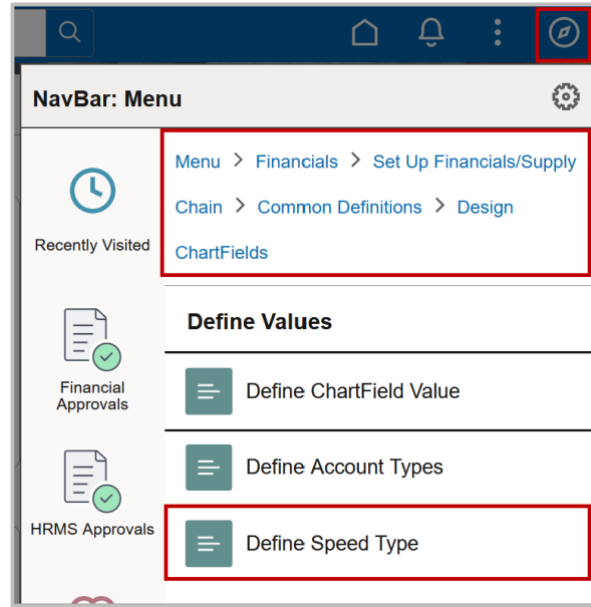 NavBar: Menu
Menu > Financials > Set Up Financials/Supply
Chain > Common Definitions > Design
ChartFields
Recently Visited
Define Values
Financial
Approvals
Define ChartField Value
Define Account Types
HRMS Approvals
Define Speed Type